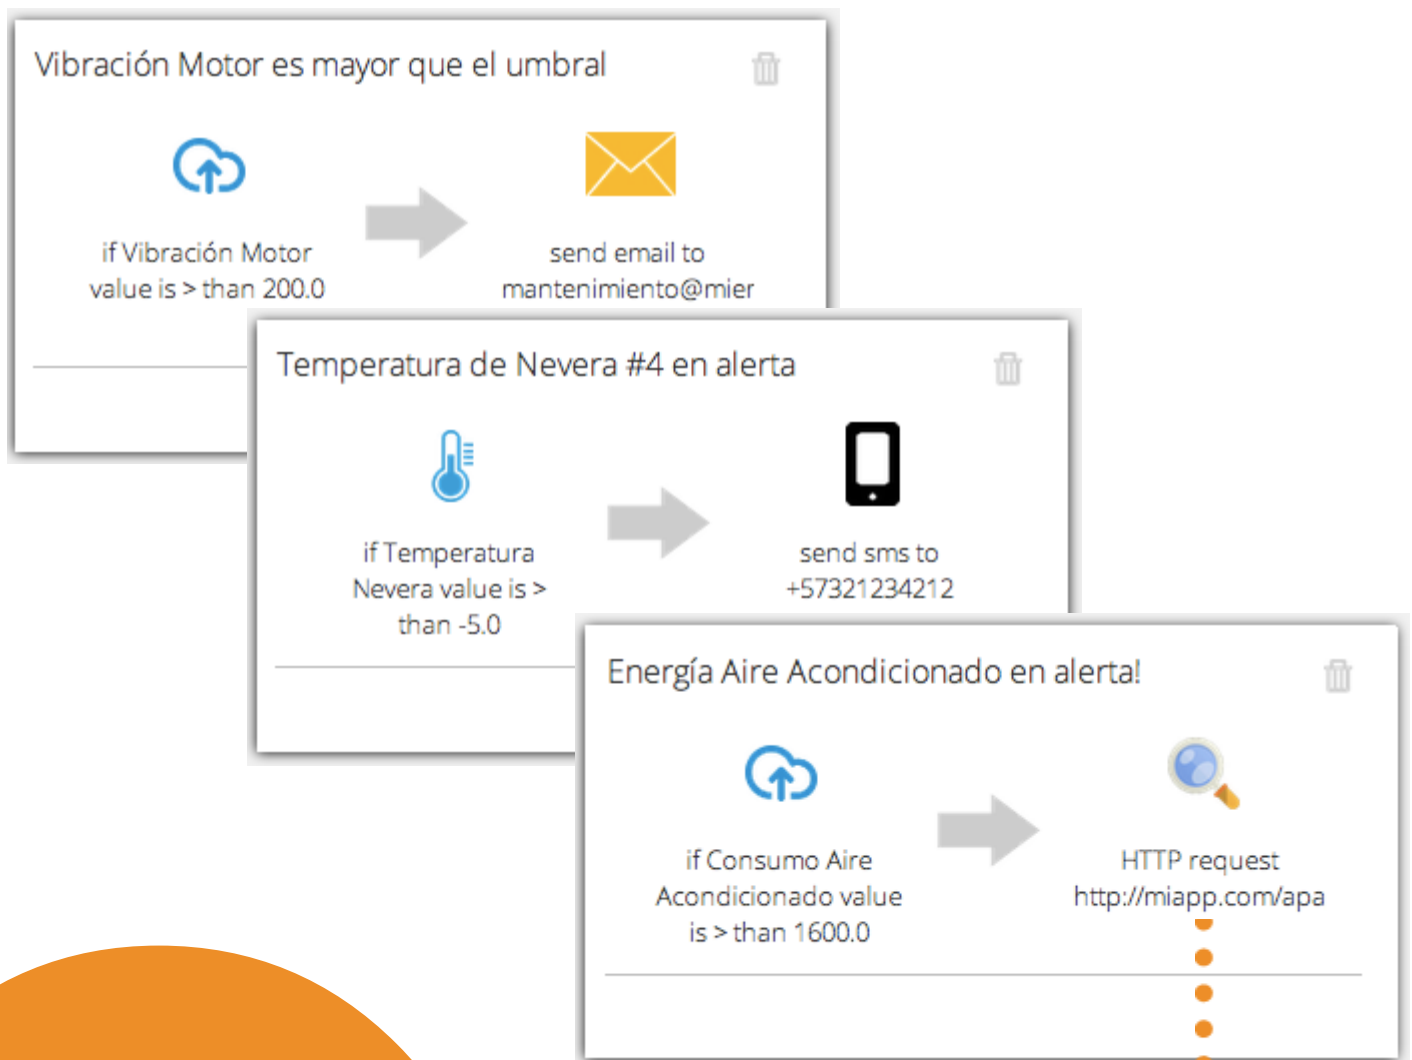 Vibración Motor es mayor que el umbral
if Vibración Motor
value is > than 200.0
send email to
mantenimiento@mier
Temperatura de Nevera #4 en alerta
if Temperatura
Nevera value is >
than -5.0
send sms to
+57321234212
Energía Aire Acondicionado en alerta!
if Consumo Aire
Acondicionado value
is > than 1600.0
HTTP request
http://miapp.com/apa